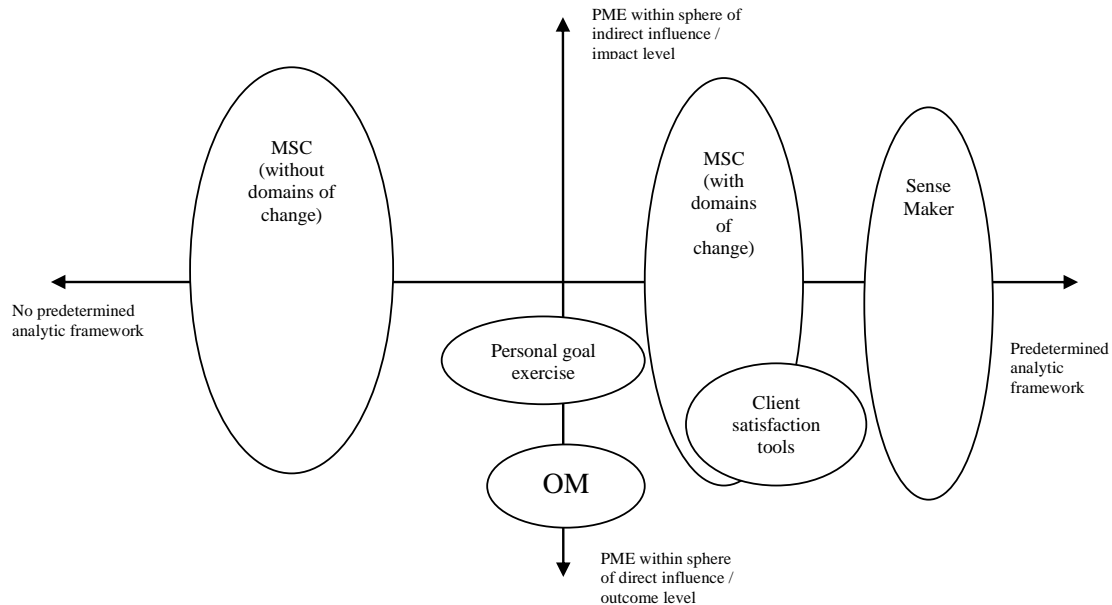 PME within sphere of
indirect influence /
impact level
MSC
(without
domains of
change)
MSC
(with
domains
of
change)
Sense
Maker
No predetermined
analytic framework
Predetermined
analytic
framework
Personal goal
exercise
Client
satisfaction
tools
OM
PME within sphere
of direct influence /
outcome level